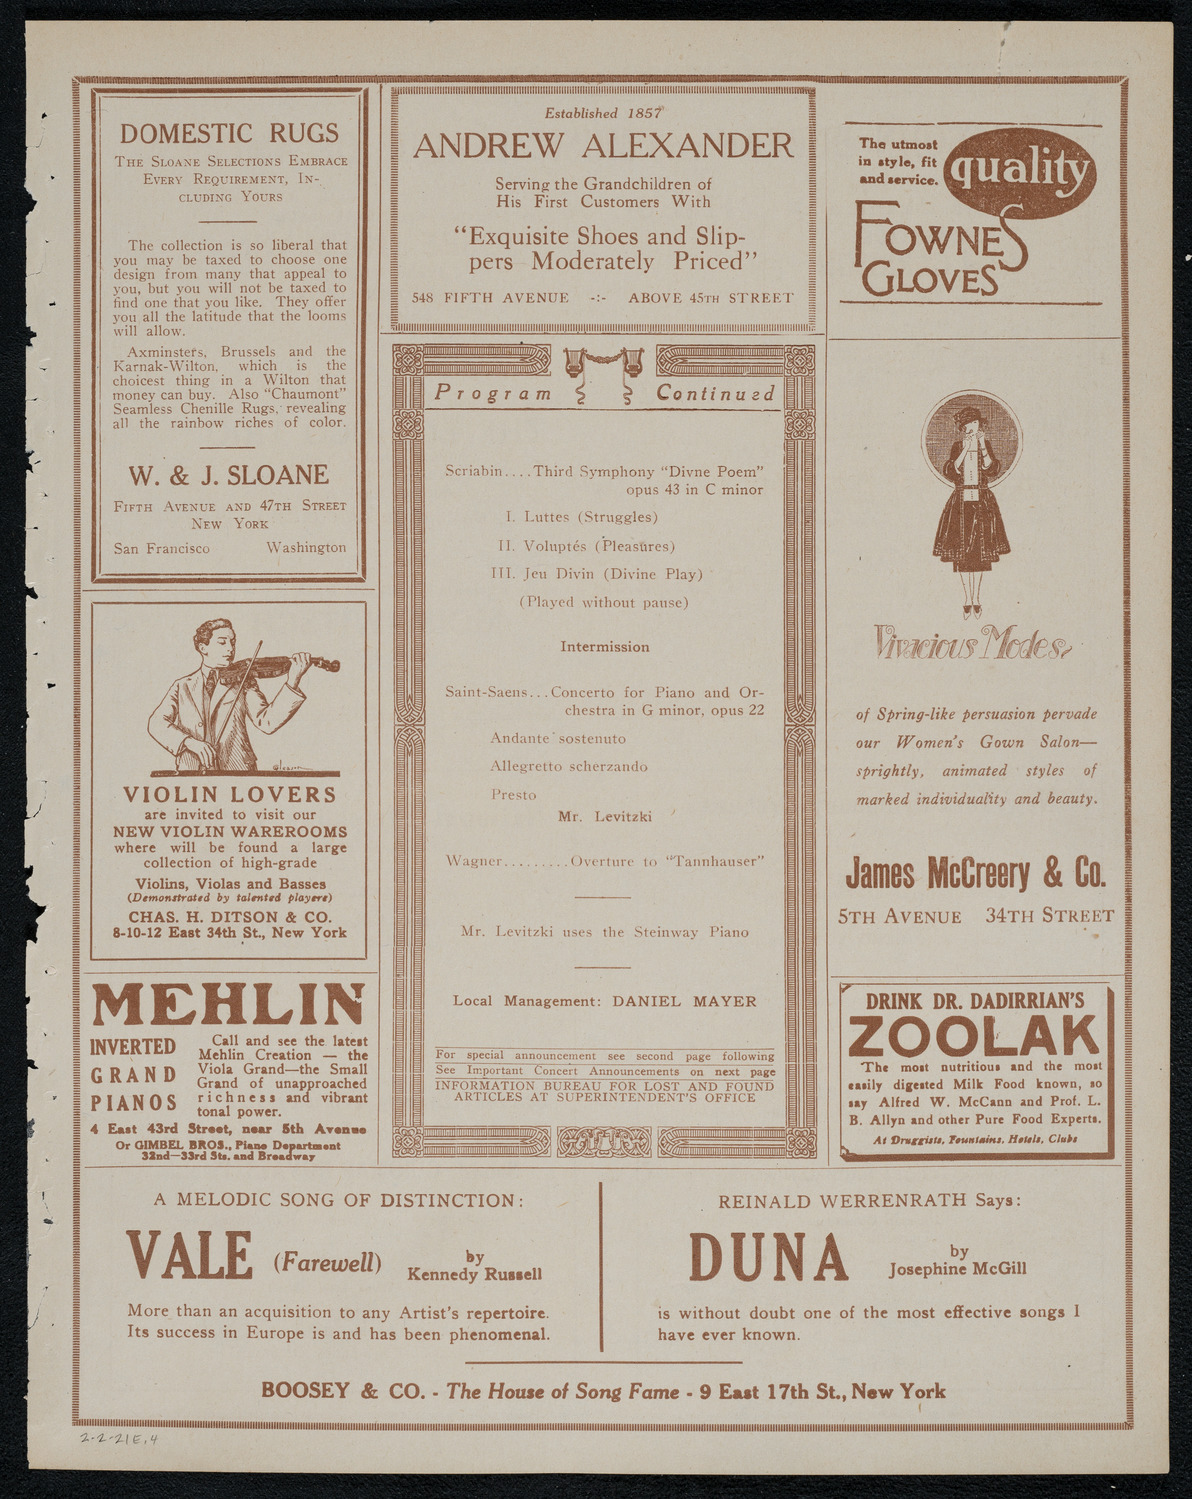 DOMESTIC RUGS
THE SLOANE SELECTIONS EMBRACE
EVERY REQUIREMENT, IN-
CLUDING YOURS
The collection is so liberal that
you may be taxed to choose one
design from many that appeal to
you, but you will not be taxed to
find one that you like. They offer
you all the latitude that the looms
will allow.
Axminsters, Brussels and the
Karnak-Wilton, which is the
choicest thing in a Wilton that
money can buy. Also "Chaumont"
Seamless Chenille Rugs, revealing
all the rainbow riches of color.
W. & J. SLOANE
FIFTH AVENUE AND 47TH STREET
NEW YORK
San Francisco Washington
VIOLIN LOVERS
are invited to visit our
NEW VIOLIN WAREROOMS
where will be found a large
collection of high-grade
Violins, Violas and Basses
(Demonstrated by talented players)
CHAS. H. DITSON & CO.
8-10-12 East 34th St., New York
MEHLIN
INVERTED
GRAND
PIANOS
Call and see the latest
Mehlin Creation — the
Viola Grand—the Small
Grand of unapproached
richness and vibrant
tonal power.
4 East 43rd Street, near 5th Avenue
Or GIMBEL BROS., Piano Department
32nd—33rd Sts. and Broadway
Established 1857
ANDREW ALEXANDER
Serving the Grandchildren of
His First Customers With
"Exquisite Shoes and Slip-
pers Moderately Priced"
548 FIFTH AVENUE -:- ABOVE 45TH STREET
Program Continued
Scriabin....Third Symphony "Divne Poem"
opus 43 in C minor
I. Luttes (Struggles)
II. Voluptés (Pleasures)
III. Jeu Divin (Divine Play)
(Played without pause)
Intermission
Saint-Saens...Concerto for Piano and Or-
chestra in G minor, opus 22
Andante sostenuto
Allegretto scherzando
Presto
Mr. Levitzki
Wagner.........Overture to "Tannhauser"
Mr. Levitzki uses the Steinway Piano
Local Management: DANIEL MAYER
For special announcement see second page following
See Important Concert Announcements on next page
INFORMATION BUREAU FOR LOST AND FOUND
ARTICLES AT SUPERINTENDENT'S OFFICE
The utmost
in style, fit
and service.
quality
FOWNES
GLOVES
Vivacious Modes
of Spring-like persuasion pervade
our Women's Gown Salon—
sprightly, animated styles of
marked individuality and beauty.
James McCreery & Co.
5TH AVENUE 34TH STREET
DRINK DR. DADIRRIAN'S
ZOOLAK
The most nutritious and the most
easily digested Milk Food known, so
say Alfred W. McCann and Prof. L.
B. Allyn and other Pure Food Experts.
At Druggists, Fountains, Hotels, Clubs
A MELODIC SONG OF DISTINCTION:
VALE (Farewell) by
Kennedy Russell
More than an acquisition to any Artist's repertoire.
Its success in Europe is and has been phenomenal.
REINALD WERRENRATH Says:
DUNA by
Josephine McGill
is without doubt one of the most effective songs I
have ever known.
BOOSEY & CO. - The House of Song Fame - 9 East 17th St., New York
2-2-21E,4